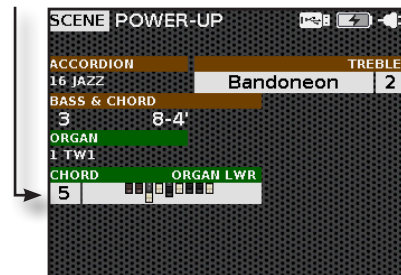 SCENE POWER-UP
ACCORDION TREBLE
16 JAZZ Bandoneon 2
BASS & CHORD
3 8-4'
ORGAN
1 TW1
CHORD ORGAN LWR
5